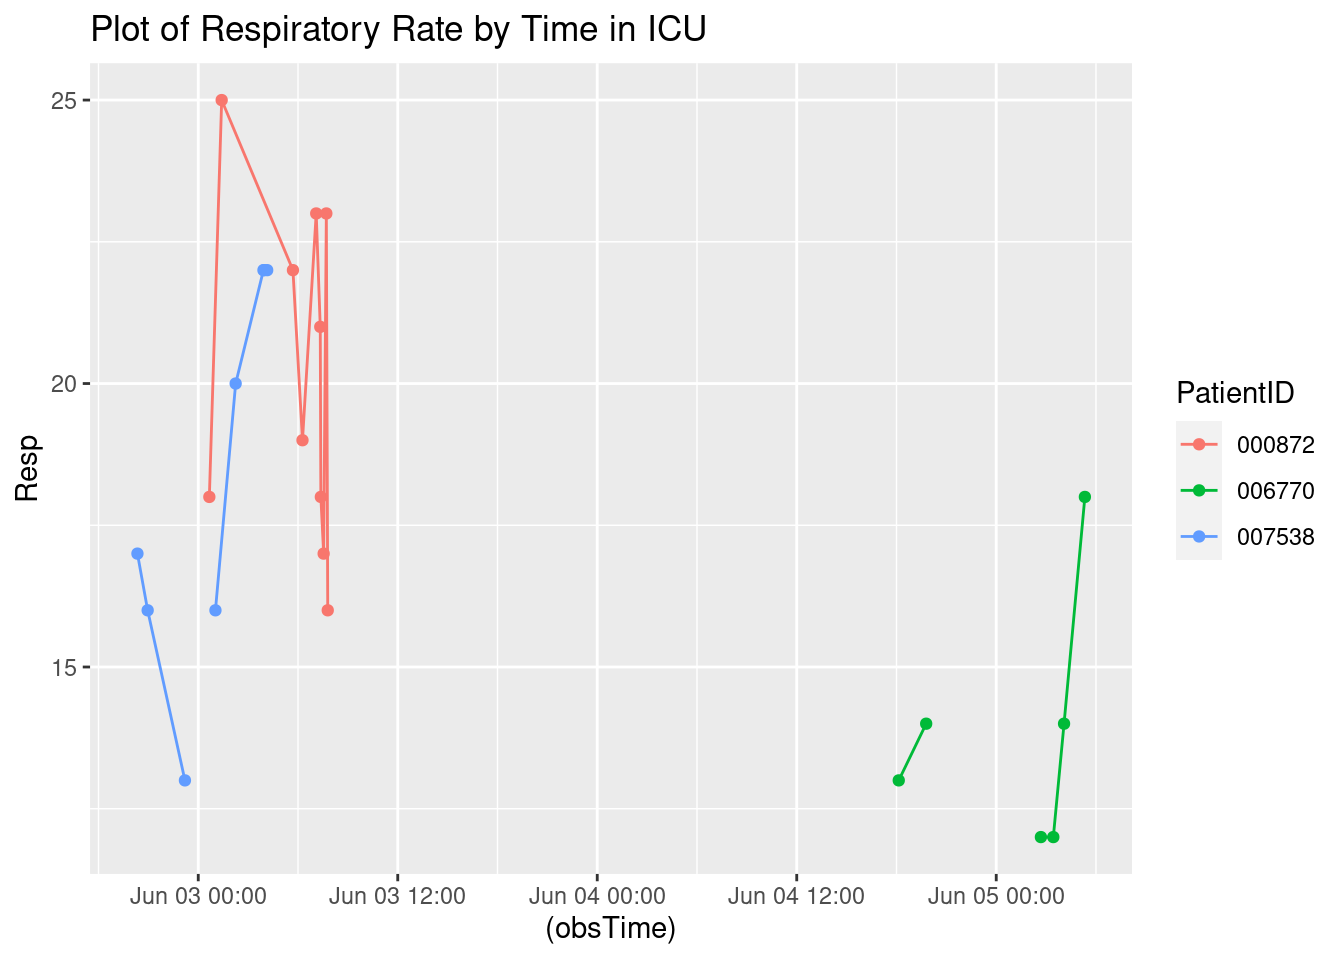 Plot of Respiratory Rate by Time in ICU
25
20
15
Resp
Jun 03 00:00
Jun 03 12:00
Jun 04 00:00
Jun 04 12:00
Jun 05 00:00
(obsTime)
PatientID
000872
006770
007538